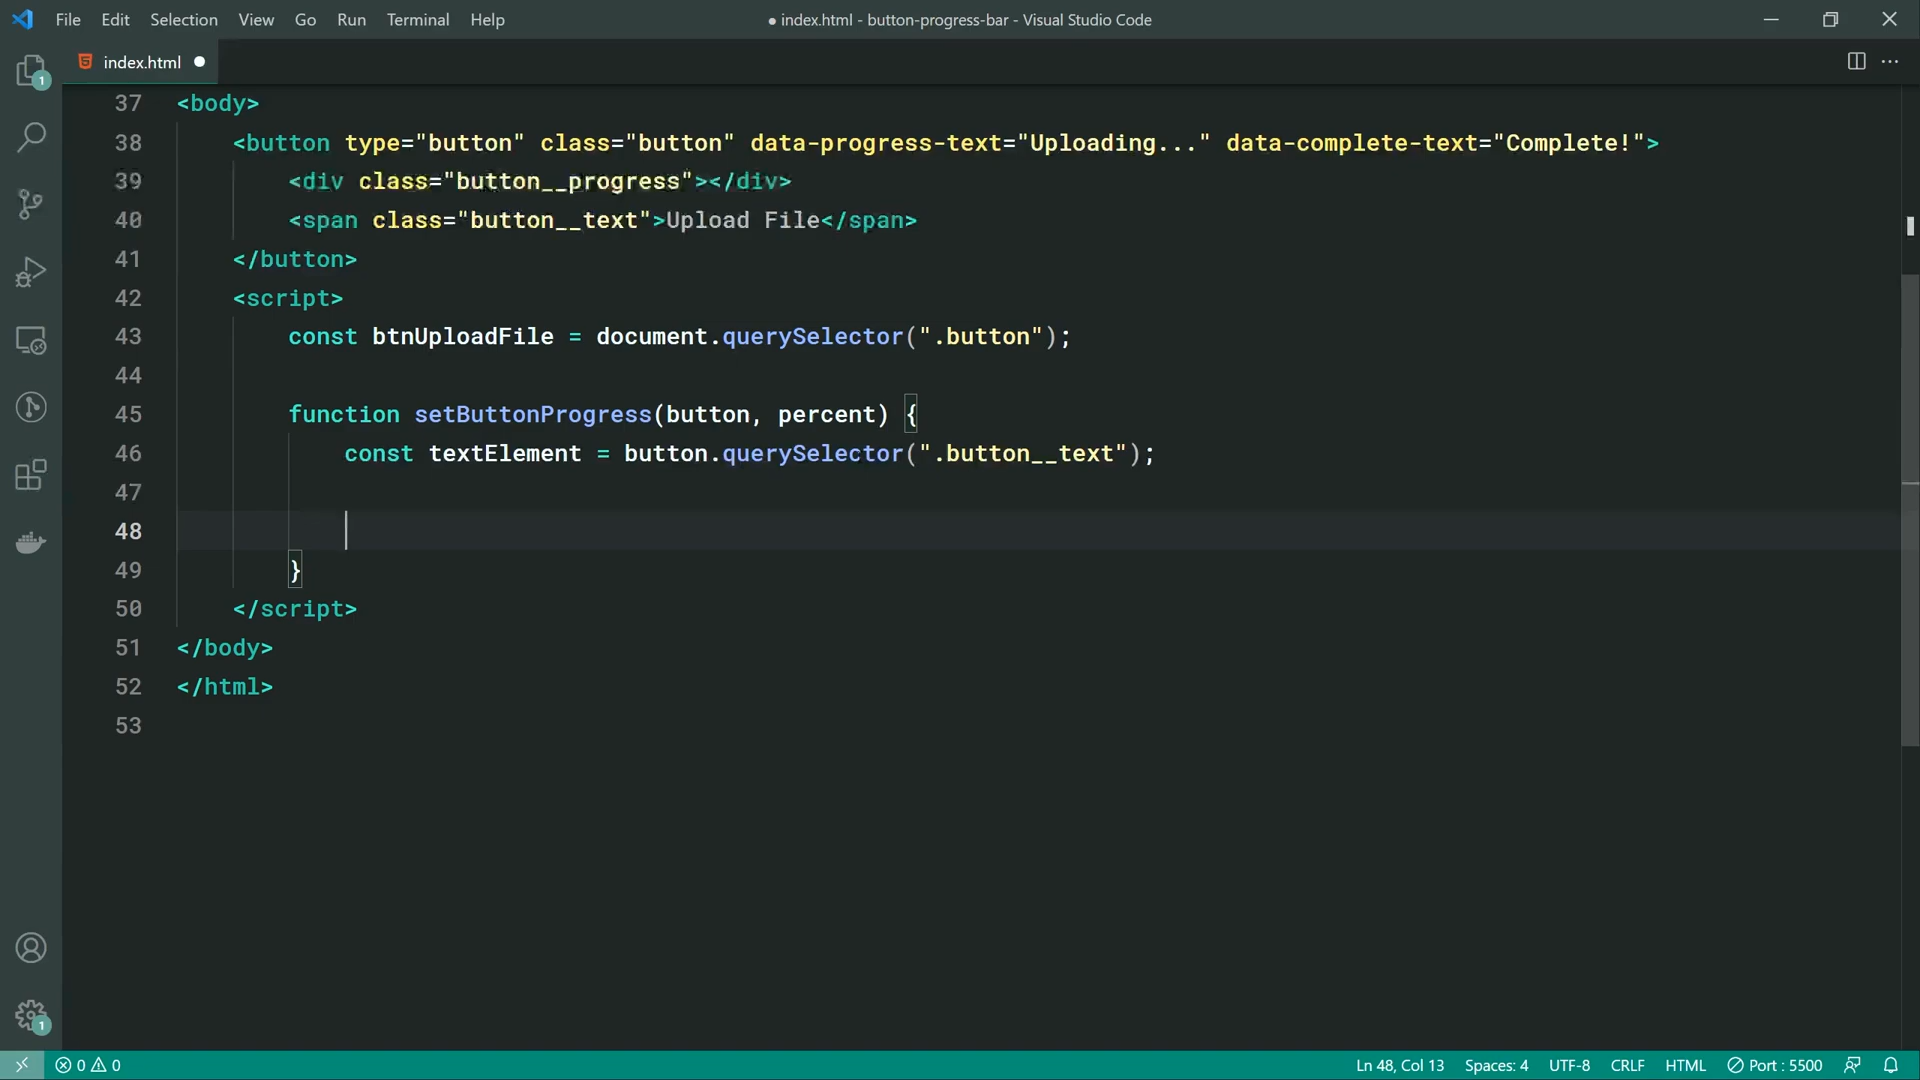 File Edit Selection View Go Run Terminal Help
● index.html - button-progress-bar - Visual Studio Code
index.html
37 <body>
38 <button type="button" class="button" data-progress-text="Uploading..." data-complete-text="Complete!">
39 <div class="button__progress"></div>
40 <span class="button__text">Upload File</span>
41 </button>
42 <script>
43 const btnUploadFile = document.querySelector(".button");
44
45 function setButtonProgress(button, percent) {
46 const textElement = button.querySelector(".button__text");
47
48
49 }
50 </script>
51 </body>
52 </html>
53
1
1
0 0
Ln 48, Col 13
Spaces: 4
UTF-8
CRLF
HTML
Port : 5500